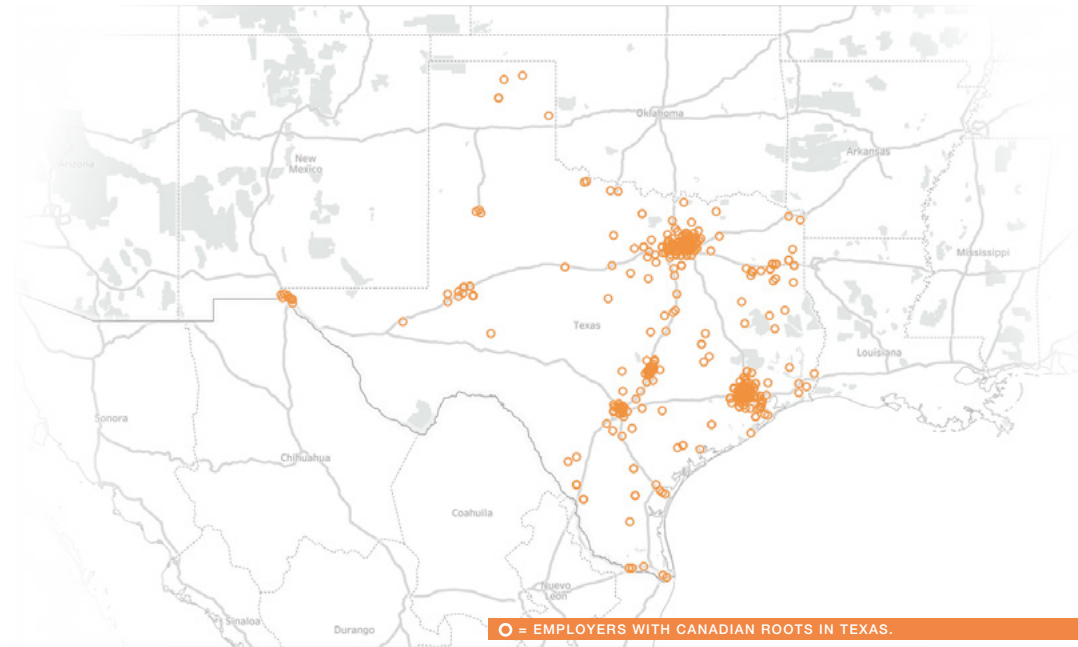 Oklahoma
Arizona
New
Mexico
Arkansas
Mississippi
Texas
Louisiana
Sonora
Chihuahua
Coahuila
Nuevo
León
Sinaloa
Durango
= EMPLOYERS WITH CANADIAN ROOTS IN TEXAS.